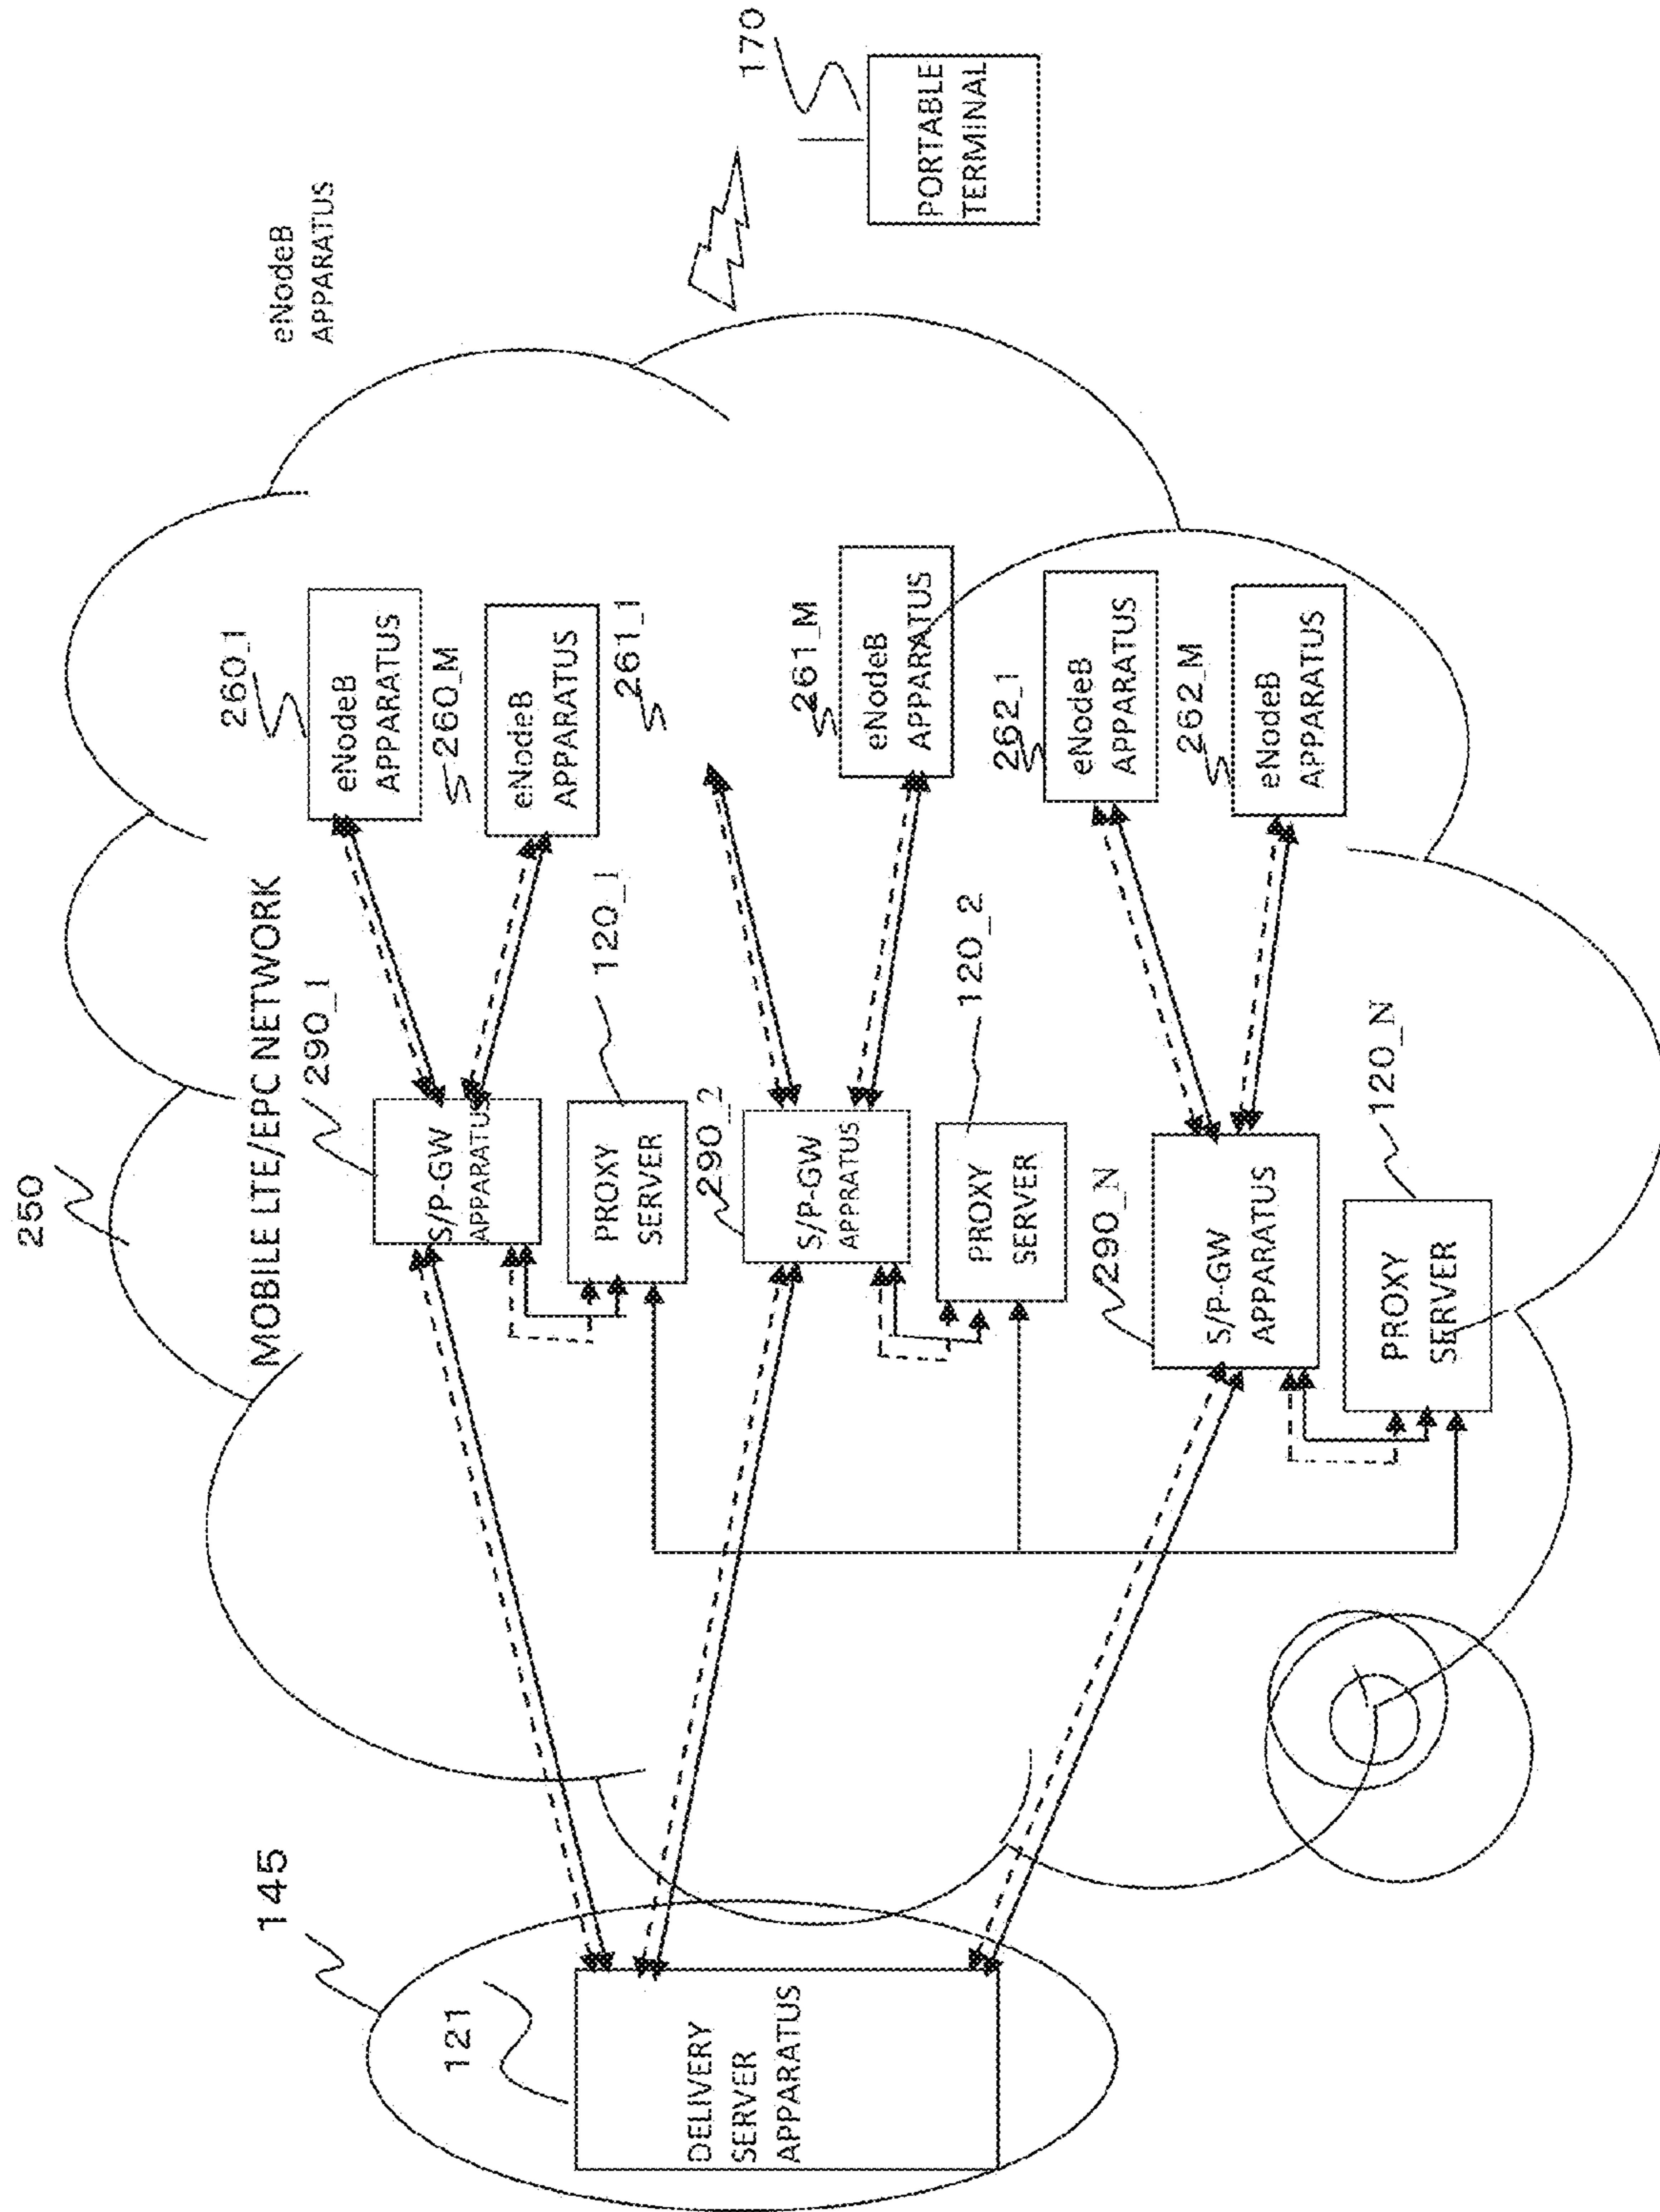 250
MOBILE LTE/EPC NETWORK
eNodeB
APPARATUS
145
121
DELIVERY
SERVER
APPARATUS
290_1
S/P-GW
APPARATUS
120_1
PROXY
SERVER
260_1
eNodeB
APPARATUS
260_M
eNodeB
APPARATUS
261_1
290_2
S/P-GW
APPRATUS
120_2
PROXY
SERVER
261_M
eNodeB
APPARATUS
170
PORTABLE
TERMINAL
290_N
S/P-GW
APPARATUS
120_N
PROXY
SERVER
262_1
eNodeB
APPARATUS
262_M
eNodeB
APPARATUS